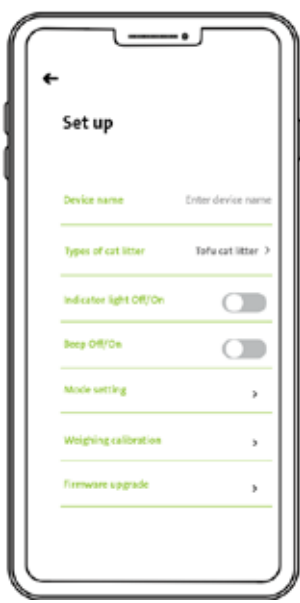 Set up
Device name Enter device name
Types of cat litter Tofu cat litter >
Indicator light Off/On
Beep Off/On
Mode setting >
Weighing calibration >
Firmware upgrade >